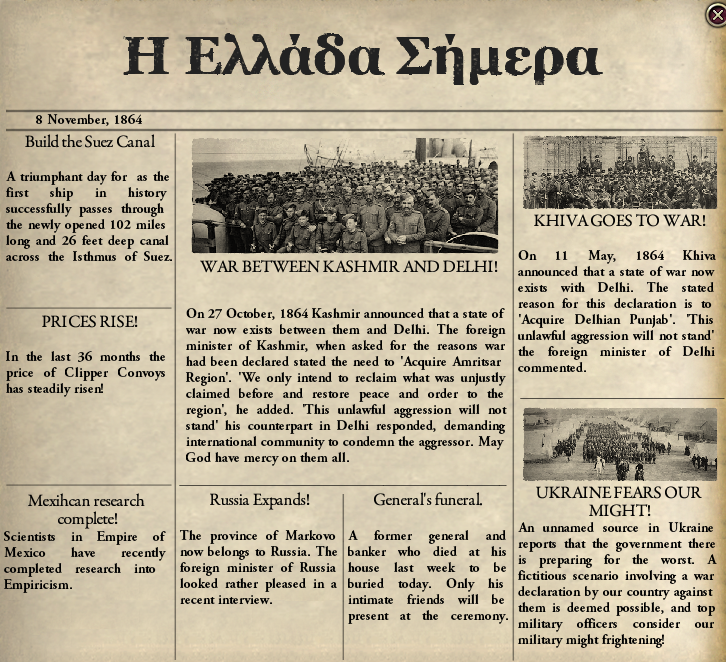 Η Ελλάδα Σήμερα
8 November, 1864
Build the Suez Canal
A triumphant day for as the
first ship in history
successfully passes through
the newly opened 102 miles
long and 26 feet deep canal
across the Isthmus of Suez.
PRICES RISE!
In the last 36 months the
price of Clipper Convoys
has steadily risen!
Mexihcan research
complete!
Scientists in Empire of
Mexico have recently
completed research into
Empiricism.
WAR BETWEEN KASHMIR AND DELHI!
On 27 October, 1864 Kashmir announced that a state of
war now exists between them and Delhi. The foreign
minister of Kashmir, when asked for the reasons war
had been declared stated the need to 'Acquire Amritsar
Region'. 'We only intend to reclaim what was unjustly
claimed before and restore peace and order to the
region', he added. 'This unlawful aggression will not
stand' his counterpart in Delhi responded, demanding
international community to condemn the aggressor. May
God have mercy on them all.
Russia Expands!
The province of Markovo
now belongs to Russia. The
foreign minister of Russia
looked rather pleased in a
recent interview.
General's funeral.
A former general and
banker who died at his
house last week to be
buried today. Only his
intimate friends will be
present at the ceremony.
KHIVA GOES TO WAR!
On 11 May, 1864 Khiva
announced that a state of war now
exists with Delhi. The stated
reason for this declaration is to
'Acquire Delhian Punjab'. 'This
unlawful aggression will not stand'
the foreign minister of Delhi
commented.
UKRAINE FEARS OUR
MIGHT!
An unnamed source in Ukraine
reports that the government there
is preparing for the worst. A
fictitious scenario involving a war
declaration by our country against
them is deemed possible, and top
military officers consider our
military might frightening!